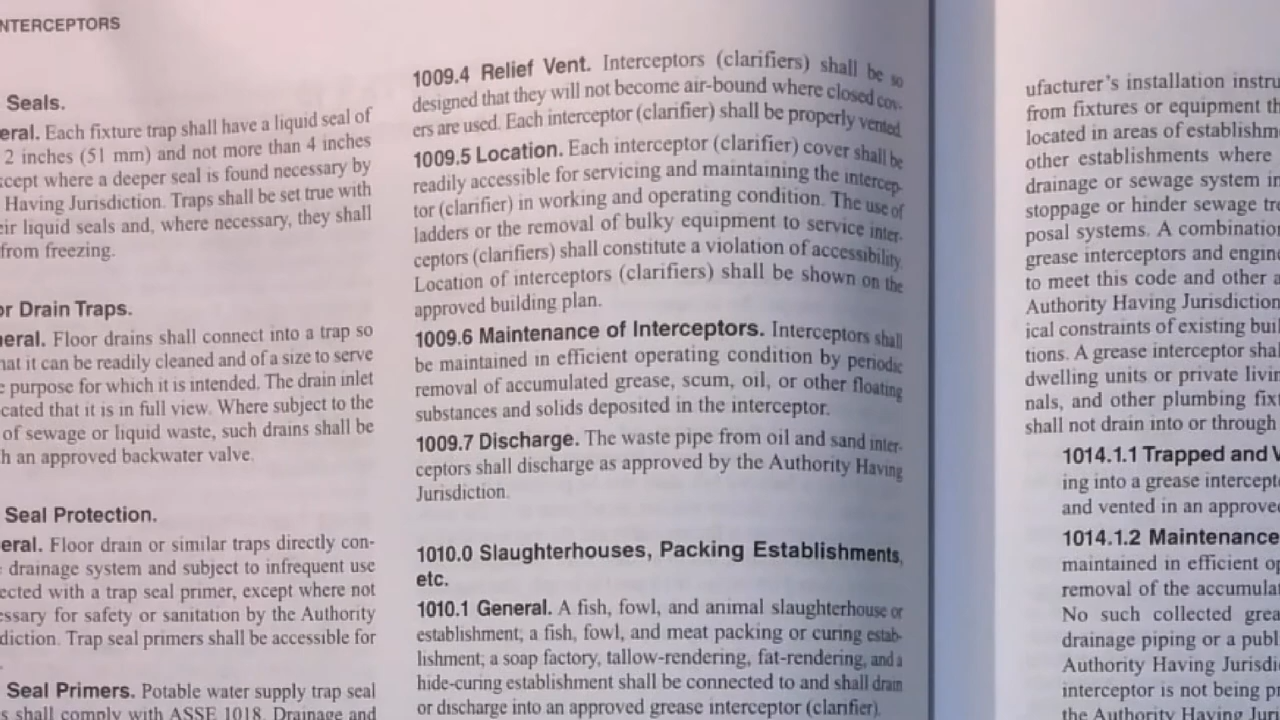 NTERCEPTORS
Seals.
eral. Each fixture trap shall have a liquid seal of
2 inches (51 mm) and not more than 4 inches
cept where a deeper seal is found necessary by
Having Jurisdiction. Traps shall be set true with
eir liquid seals and, where necessary, they shall
from freezing.
or Drain Traps.
neral. Floor drains shall connect into a trap so
hat it can be readily cleaned and of a size to serve
e purpose for which it is intended. The drain inlet
cated that it is in full view. Where subject to the
of sewage or liquid waste, such drains shall be
h an approved backwater valve.
Seal Protection.
eral. Floor drain or similar traps directly con-
drainage system and subject to infrequent use
ected with a trap seal primer, except where not
essary for safety or sanitation by the Authority
diction. Trap seal primers shall be accessible for
.
Seal Primers. Potable water supply trap seal
s shall comply with ASSE 1018. Drainage and
1009.4 Relief Vent. Interceptors (clarifiers) shall be so
designed that they will not become air-bound where closed cov-
ers are used. Each interceptor (clarifier) shall be properly vented.
1009.5 Location. Each interceptor (clarifier) cover shall be
readily accessible for servicing and maintaining the intercep-
tor (clarifier) in working and operating condition. The use of
ladders or the removal of bulky equipment to service inter-
ceptors (clarifiers) shall constitute a violation of accessibility.
Location of interceptors (clarifiers) shall be shown on the
approved building plan.
1009.6 Maintenance of Interceptors. Interceptors shall
be maintained in efficient operating condition by periodic
removal of accumulated grease, scum, oil, or other floating
substances and solids deposited in the interceptor.
1009.7 Discharge. The waste pipe from oil and sand inter-
ceptors shall discharge as approved by the Authority Having
Jurisdiction.
1010.0 Slaughterhouses, Packing Establishments,
etc.
1010.1 General. A fish, fowl, and animal slaughterhouse or
establishment; a fish, fowl, and meat packing or curing estab-
lishment; a soap factory, tallow-rendering, fat-rendering, and a
hide-curing establishment shall be connected to and shall drain
or discharge into an approved grease interceptor (clarifier).
ufacturer's installation instru
from fixtures or equipment th
located in areas of establishm
other establishments where
drainage or sewage system in
stoppage or hinder sewage tre
posal systems. A combination
grease interceptors and engine
to meet this code and other a
Authority Having Jurisdiction
ical constraints of existing buil
tions. A grease interceptor shal
dwelling units or private livin
nals, and other plumbing fixt
shall not drain into or through
1014.1.1 Trapped and V
ing into a grease intercepto
and vented in an approved
1014.1.2 Maintenance
maintained in efficient op
removal of the accumulat
No such collected grea
drainage piping or a publ
Authority Having Jurisdi
interceptor is not being pr
the Authority Having Juri